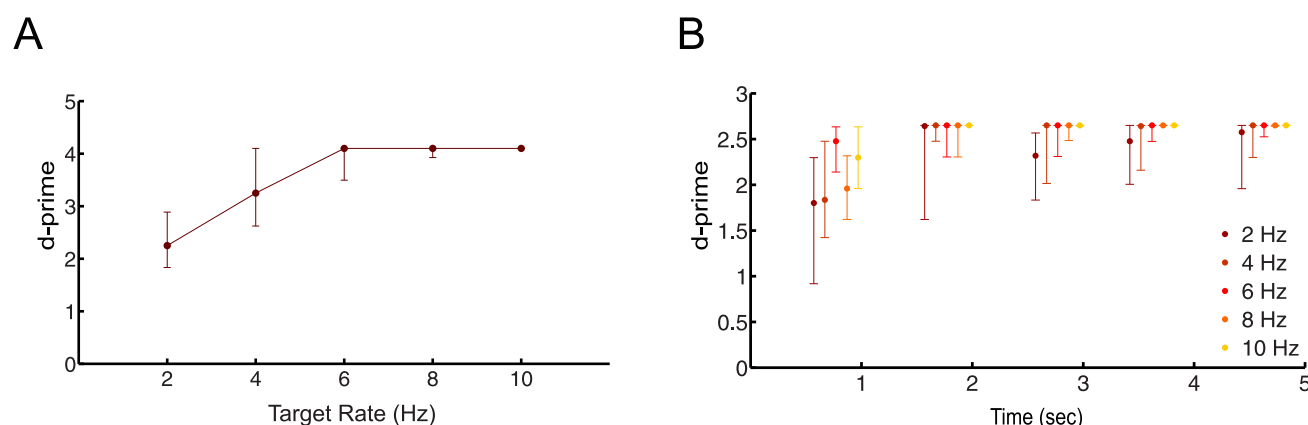 A
5
4
3
2
1
0
d-prime
2 4 6 8 10
Target Rate (Hz)
B
3
2.5
2
1.5
1
0.5
0
d-prime
1 2 3 4 5
Time (sec)
2 Hz
4 Hz
6 Hz
8 Hz
10 Hz